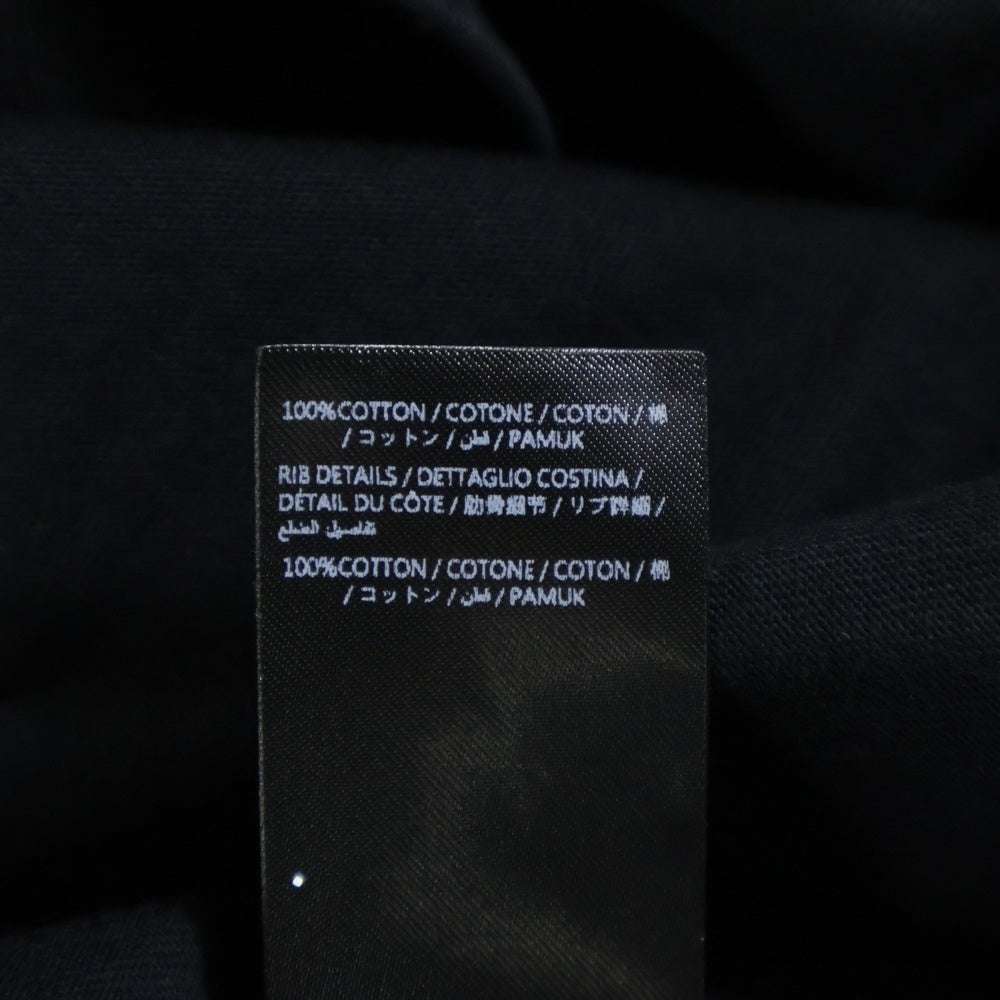 100%COTTON / COTONE / COTON / 棉
/ コットン / قطن / PAMUK
RIB DETAILS / DETTAGLIO COSTINA /
DÉTAIL DU CÔTE / 肋骨细节 / リブ詳細 /
تفاصيل الضلع
100%COTTON / COTONE / COTON / 棉
/ コットン / قطن / PAMUK